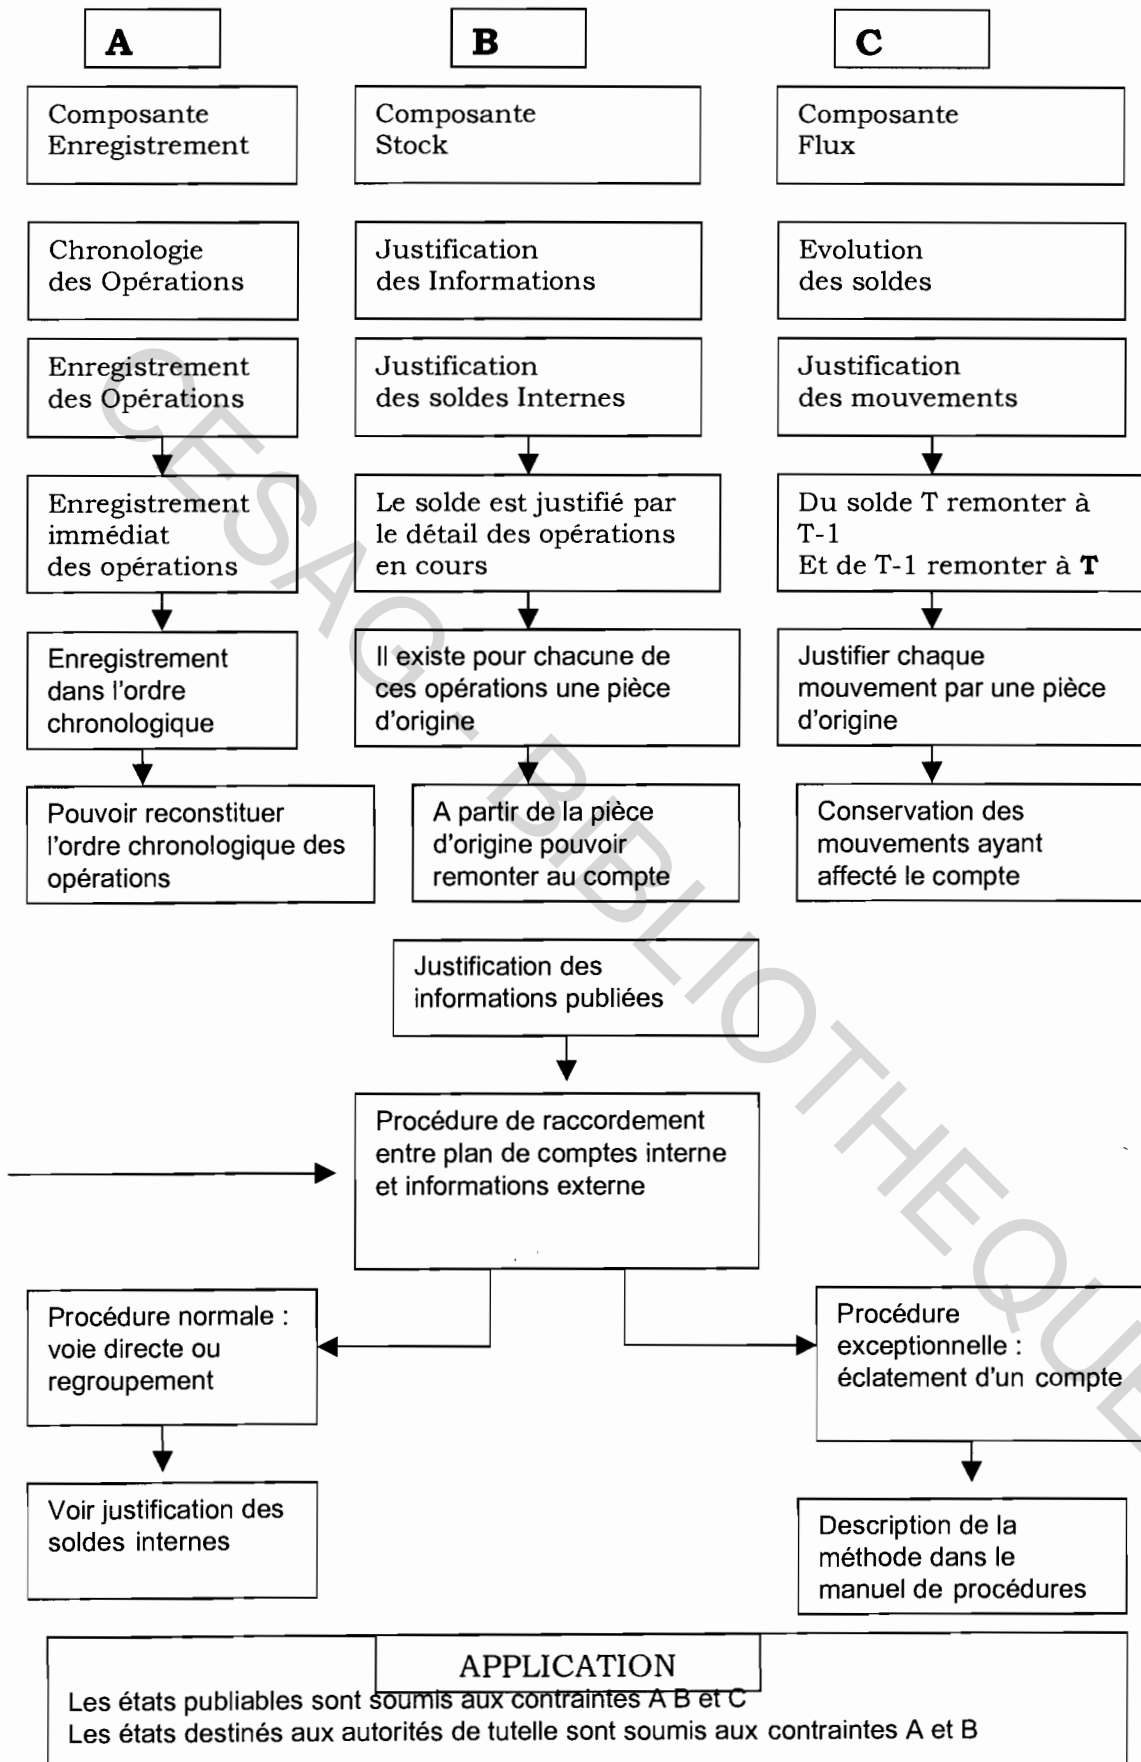 A
B
C
Composante
Enregistrement
Composante
Stock
Composante
Flux
Chronologie
des Opérations
Justification
des Informations
Evolution
des soldes
Enregistrement
des Opérations
Justification
des soldes Internes
Justification
des mouvements
Enregistrement
immédiat
des opérations
Le solde est justifié par
le détail des opérations
en cours
Du solde T remonter à
T-1
Et de T-1 remonter à T
Enregistrement
dans l'ordre
chronologique
Il existe pour chacune de
ces opérations une pièce
d'origine
Justifier chaque
mouvement par une pièce
d'origine
Pouvoir reconstituer
l'ordre chronologique des
opérations
A partir de la pièce
d'origine pouvoir
remonter au compte
Conservation des
mouvements ayant
affecté le compte
Justification des
informations publiées
Procédure de raccordement
entre plan de comptes interne
et informations externe
Procédure normale :
voie directe ou
regroupement
Procédure
exceptionnelle :
éclatement d'un compte
Voir justification des
soldes internes
Description de la
méthode dans le
manuel de procédures
APPLICATION
Les états publiables sont soumis aux contraintes A B et C
Les états destinés aux autorités de tutelle sont soumis aux contraintes A et B
CESAG - BIBLIOTHEQUE